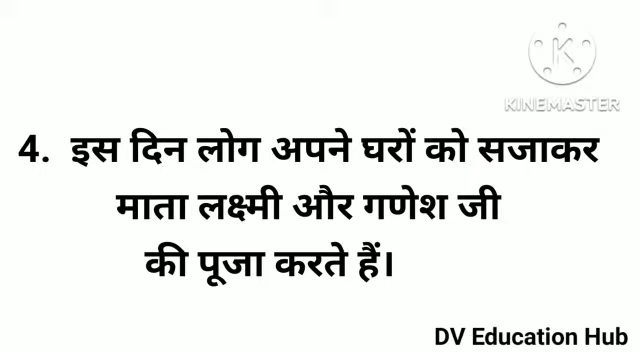 K
KINEMASTER
4. इस दिन लोग अपने घरों को सजाकर
माता लक्ष्मी और गणेश जी
की पूजा करते हैं।
DV Education Hub